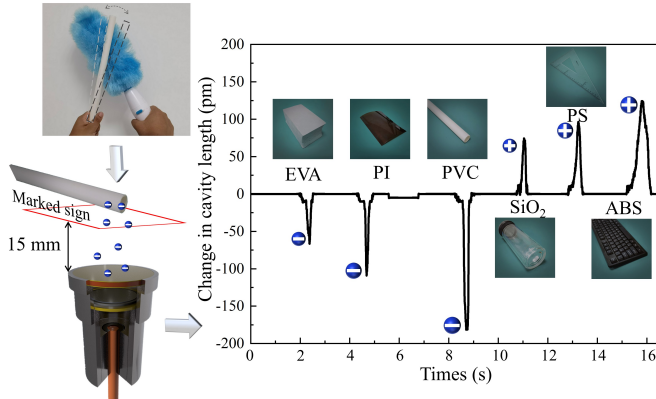 Marked sign
15 mm
Change in cavity length (pm)
200
150
100
50
0
-50
-100
-150
-200
EVA
PI
PVC
SiO₂
PS
ABS
0 2 4 6 8 10 12 14 16
Times (s)